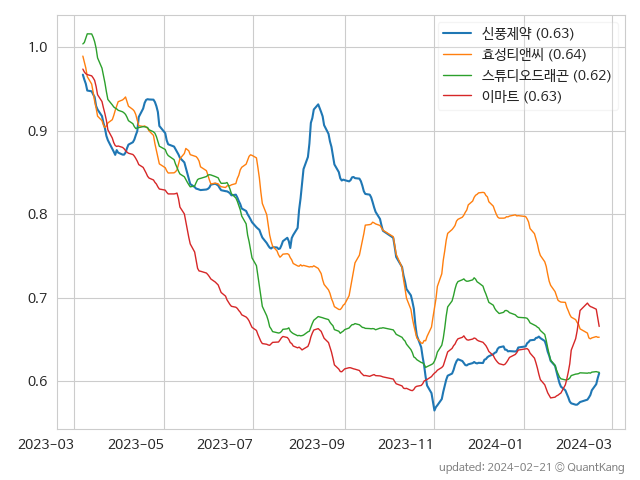 신풍제약 (0.63)
효성티앤씨 (0.64)
스튜디오드래곤 (0.62)
이마트 (0.63)
1.0
0.9
0.8
0.7
0.6
2023-03 2023-05 2023-07 2023-09 2023-11 2024-01 2024-03
updated: 2024-02-21 © QuantKang